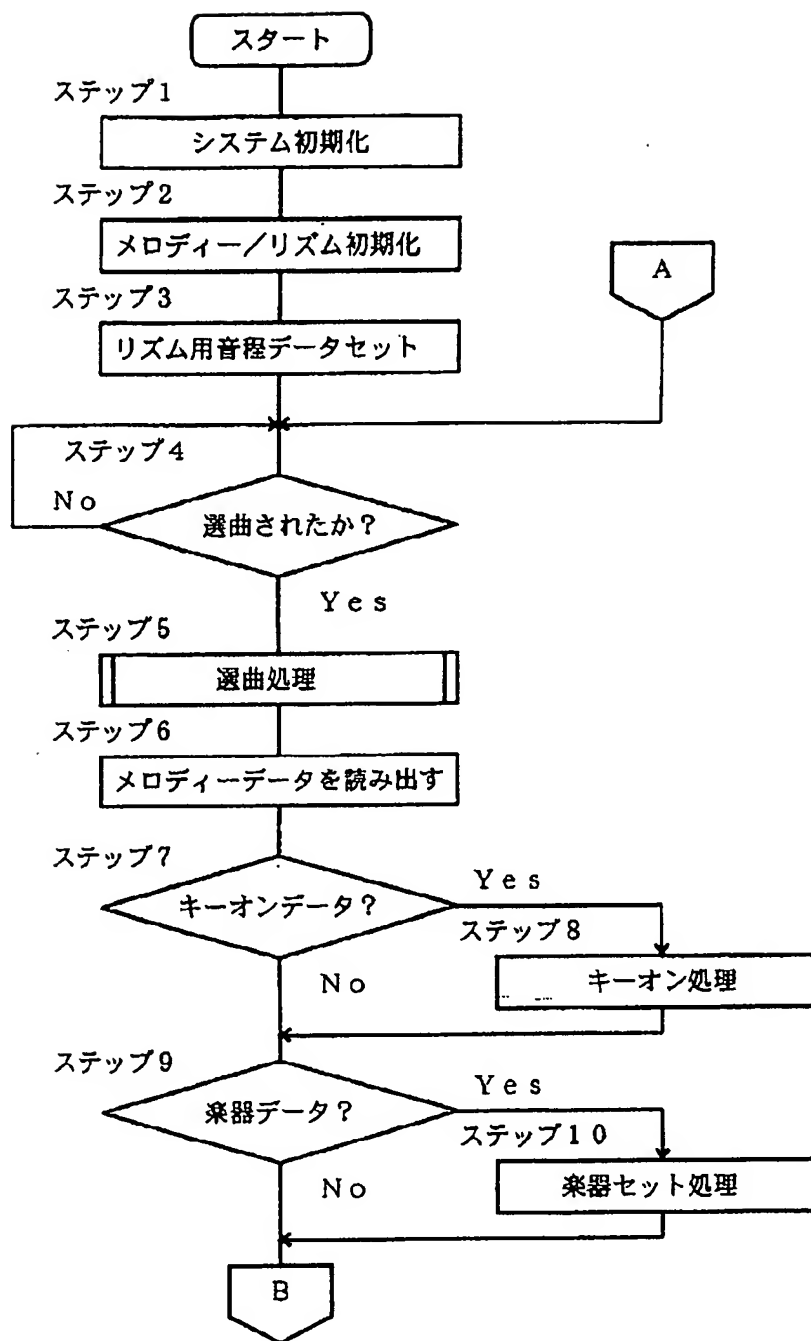 スタート
ステップ1
システム初期化
ステップ2
メロディー／リズム初期化
A
ステップ3
リズム用音程データセット
ステップ4
No
選曲されたか？
Yes
ステップ5
選曲処理
ステップ6
メロディーデータを読み出す
ステップ7
キーオンデータ？
Yes
ステップ8
キーオン処理
No
ステップ9
楽器データ？
Yes
ステップ10
楽器セット処理
No
B